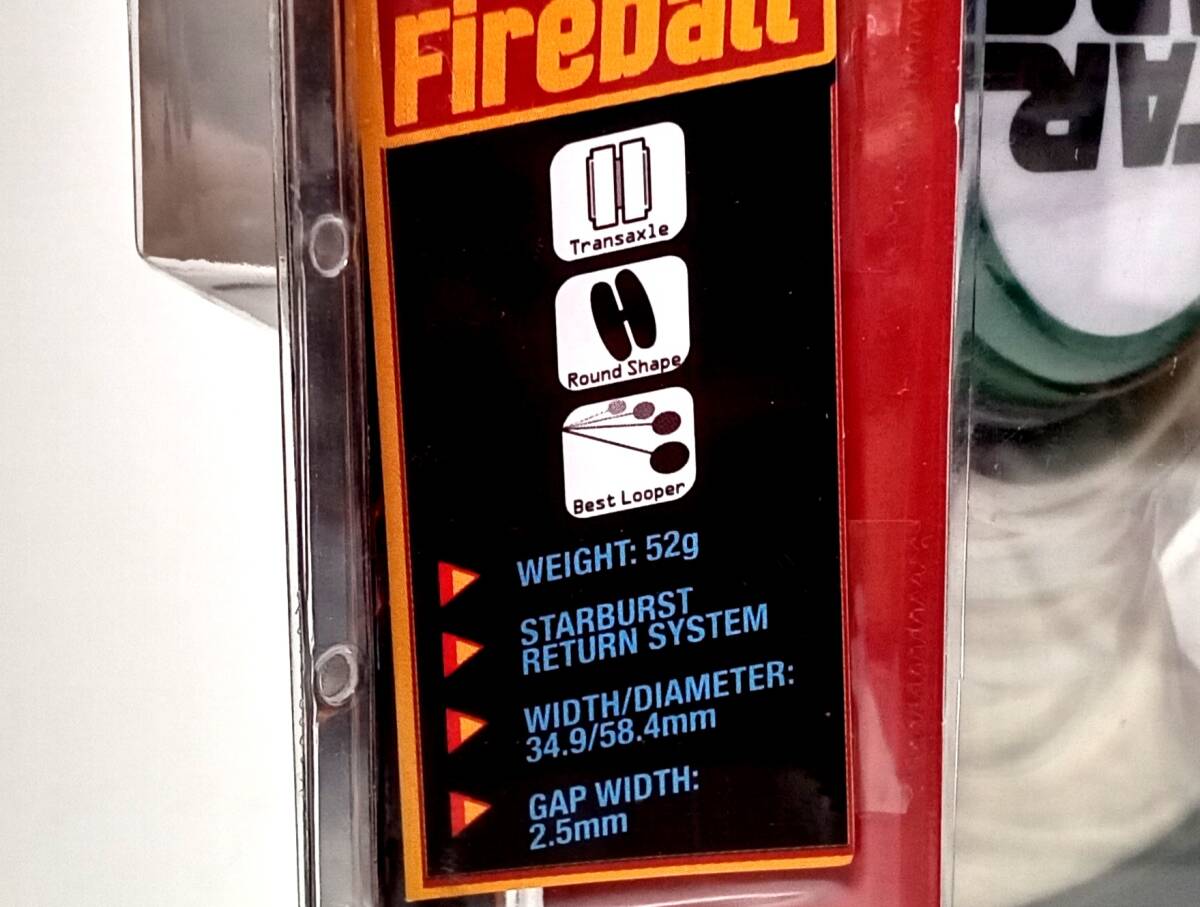 Fireball
Transaxle
Round Shape
Best Looper
WEIGHT: 52g
STARBURST
RETURN SYSTEM
WIDTH/DIAMETER:
34.9/58.4mm
GAP WIDTH:
2.5mm